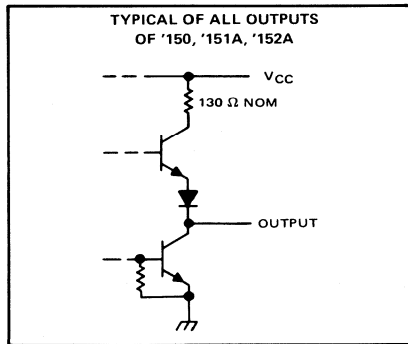 TYPICAL OF ALL OUTPUTS
OF '150, '151A, '152A
VCC
130 Ω NOM
OUTPUT